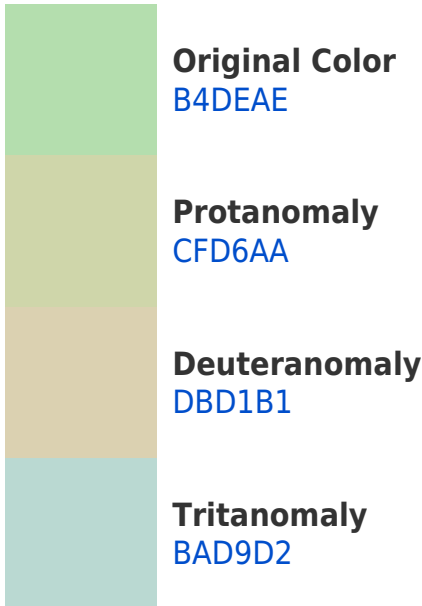 Original Color
B4DEAE
Protanomaly
CFD6AA
Deuteranomaly
DBD1B1
Tritanomaly
BAD9D2